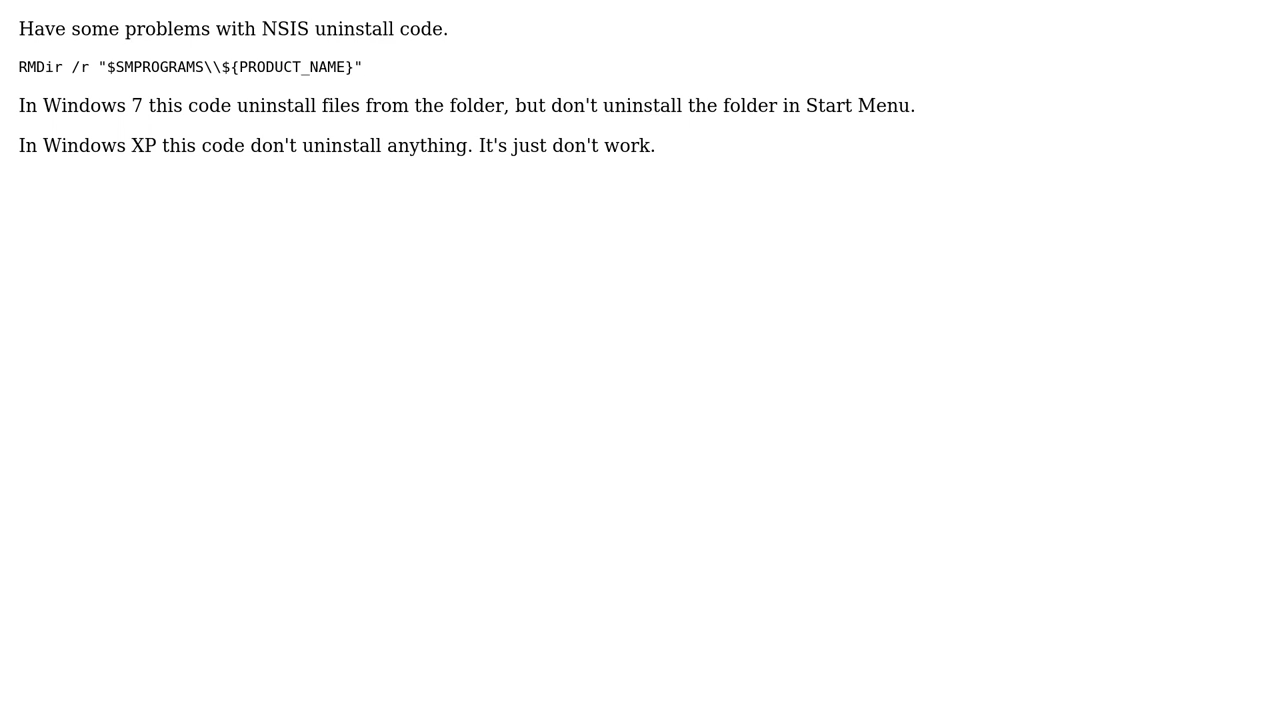 Have some problems with NSIS uninstall code.
RMDir /r "$SMPROGRAMS\\${PRODUCT_NAME}"
In Windows 7 this code uninstall files from the folder, but don't uninstall the folder in Start Menu.
In Windows XP this code don't uninstall anything. It's just don't work.